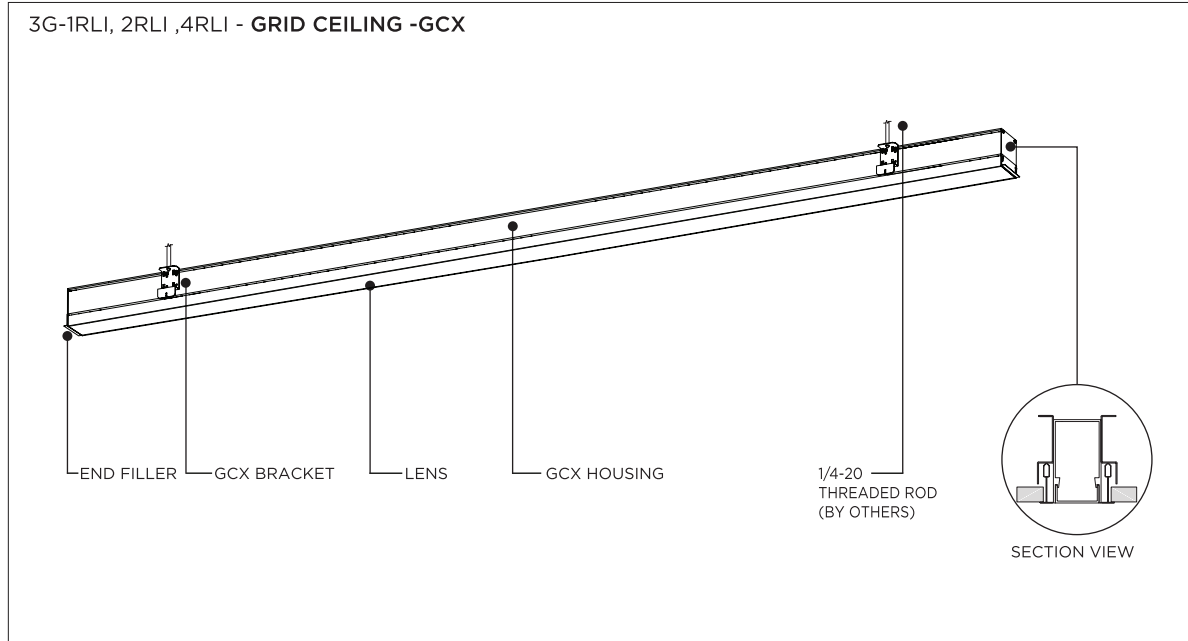 3G-1RLI, 2RLI ,4RLI - GRID CEILING -GCX
END FILLER
GCX BRACKET
LENS
GCX HOUSING
1/4-20
THREADED ROD
(BY OTHERS)
SECTION VIEW